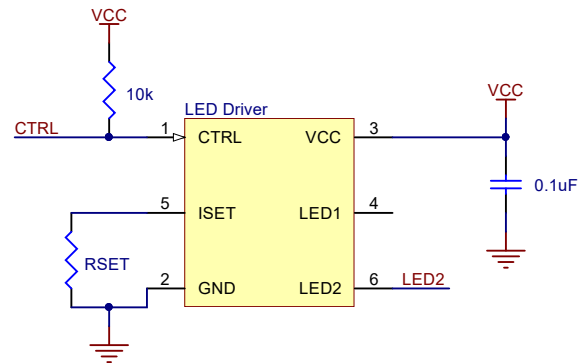 VCC
10k
LED Driver
VCC
CTRL
1
CTRL
VCC
3
0.1uF
5
ISET
LED1
4
RSET
2
GND
LED2
6
LED2